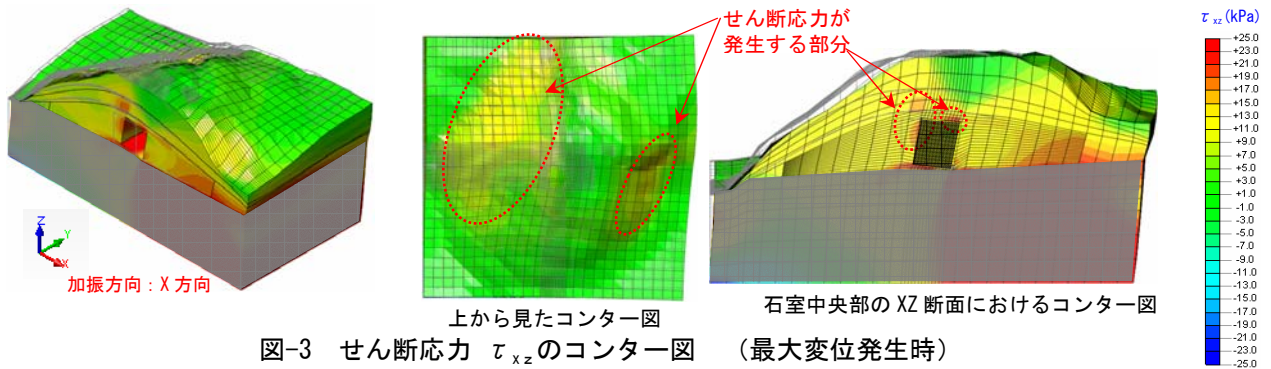 せん断応力が
発生する部分
τxz(kPa)
+25.0
+23.0
+21.0
+19.0
+17.0
+15.0
+13.0
+11.0
+9.0
+7.0
+5.0
+3.0
+1.0
-1.0
-3.0
-5.0
-7.0
-9.0
-11.0
-13.0
-15.0
-17.0
-19.0
-21.0
-23.0
-25.0
Z
Y
X
加振方向：X方向
上から見たコンター図
石室中央部のXZ断面におけるコンター図
図-3 せん断応力 τxzのコンター図 （最大変位発生時）